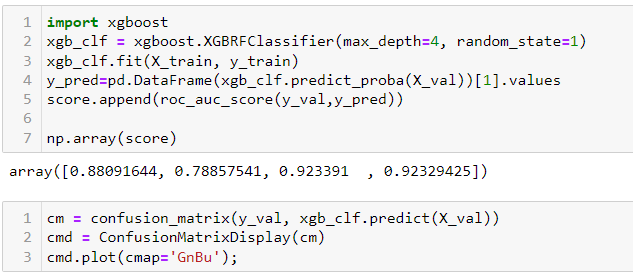 1 import xgboost
2 xgb_clf = xgboost.XGBRFClassifier(max_depth=4, random_state=1)
3 xgb_clf.fit(X_train, y_train)
4 y_pred=pd.DataFrame(xgb_clf.predict_proba(X_val))[1].values
5 score.append(roc_auc_score(y_val,y_pred))
6
7 np.array(score)
array([0.88091644, 0.78857541, 0.923391  , 0.92329425])
1 cm = confusion_matrix(y_val, xgb_clf.predict(X_val))
2 cmd = ConfusionMatrixDisplay(cm)
3 cmd.plot(cmap='GnBu');